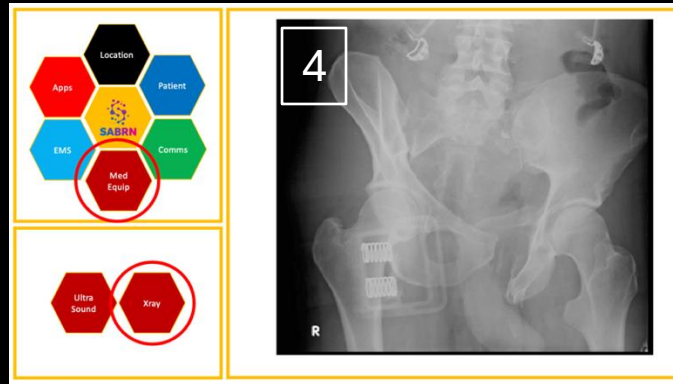 Location
Apps
Patient
SABRN
EMS
Comms
Med
Equip
Ultra
Sound
Xray
4
R